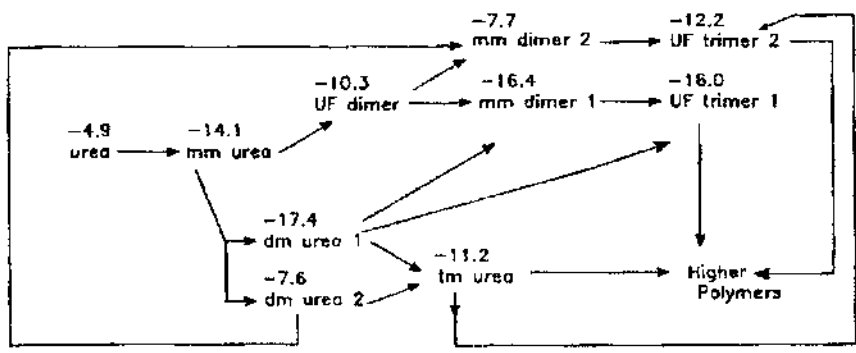 -7.7
mm dimer 2
-12.2
UF trimer 2
-10.3
UF dimer
-16.4
mm dimer 1
-16.0
UF trimer 1
-4.9
urea
-14.1
mm urea
-17.4
dm urea 1
-7.6
dm urea 2
-11.2
tm urea
Higher
Polymers